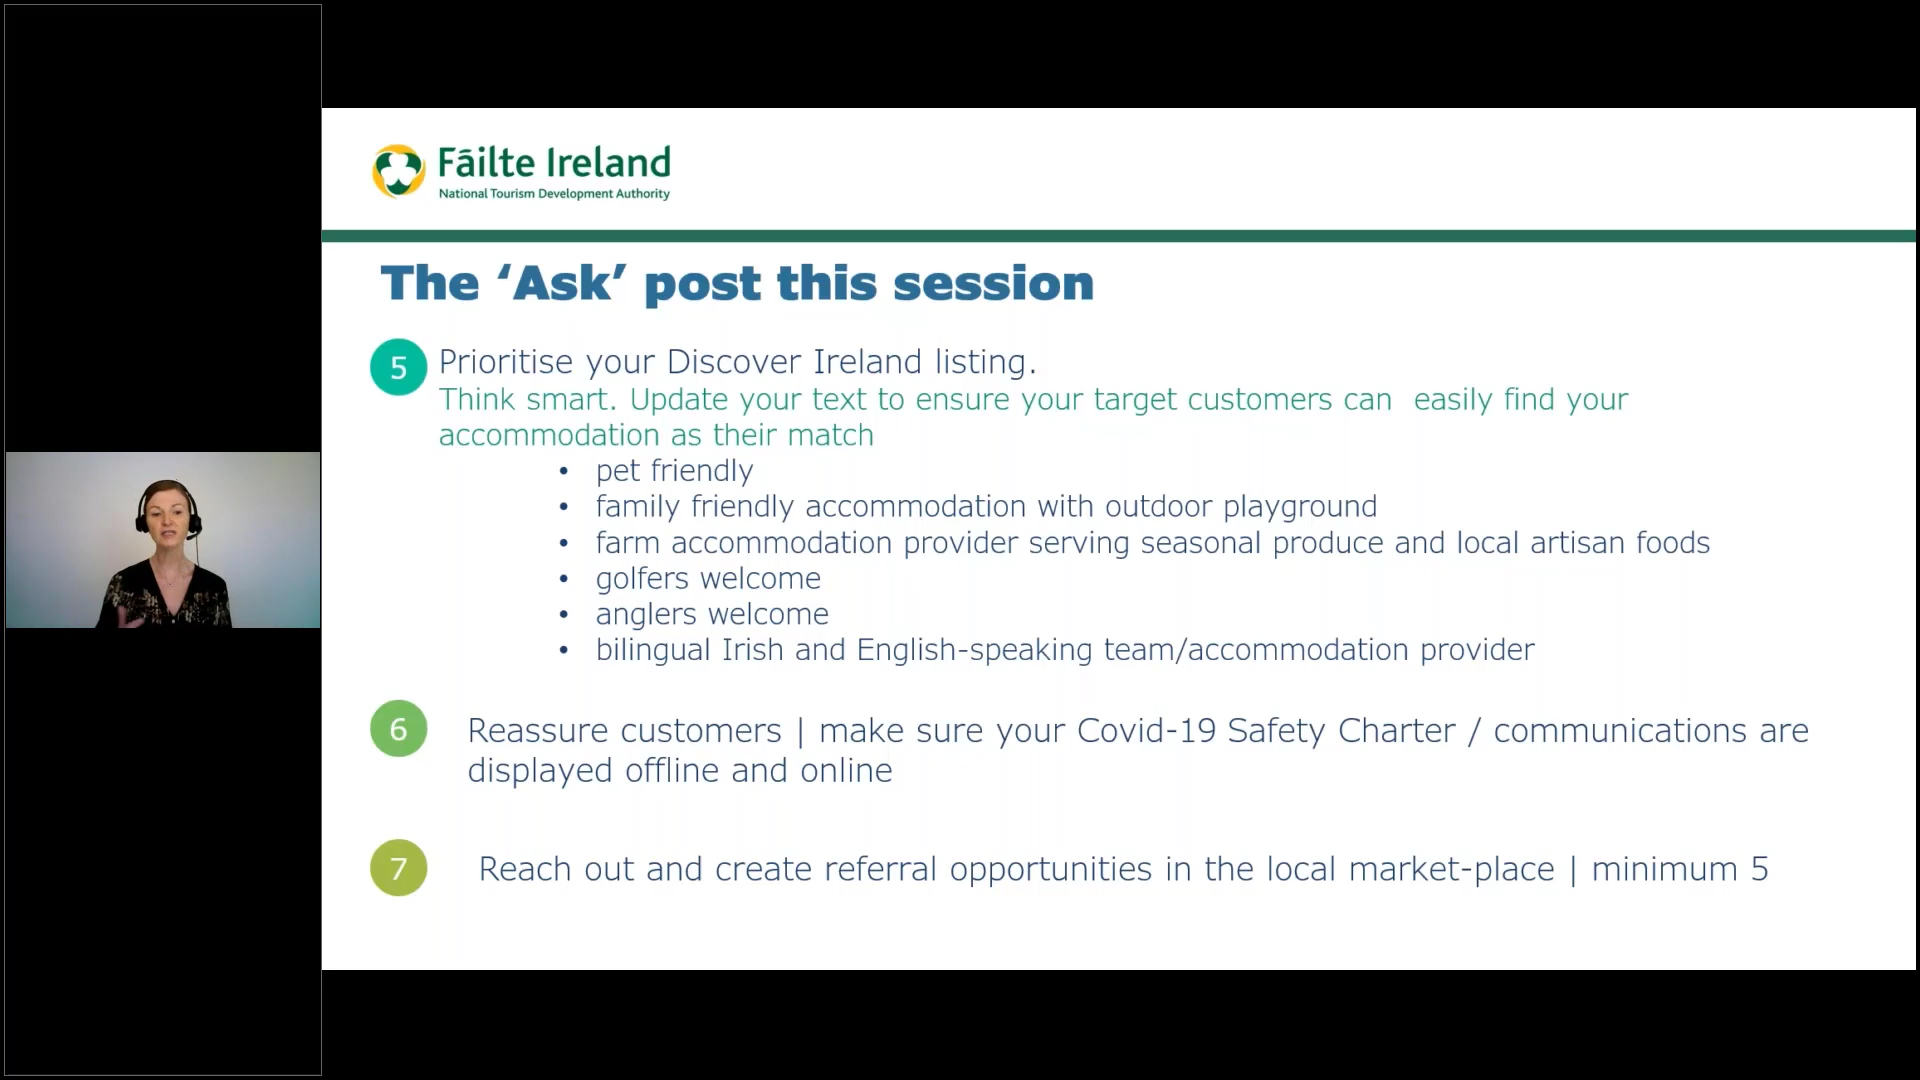 Fáilte Ireland
National Tourism Development Authority
The ‘Ask’ post this session
5
Prioritise your Discover Ireland listing.
Think smart. Update your text to ensure your target customers can  easily find your
accommodation as their match
• pet friendly
• family friendly accommodation with outdoor playground
• farm accommodation provider serving seasonal produce and local artisan foods
• golfers welcome
• anglers welcome
• bilingual Irish and English-speaking team/accommodation provider
6
Reassure customers | make sure your Covid-19 Safety Charter / communications are
displayed offline and online
7
Reach out and create referral opportunities in the local market-place | minimum 5